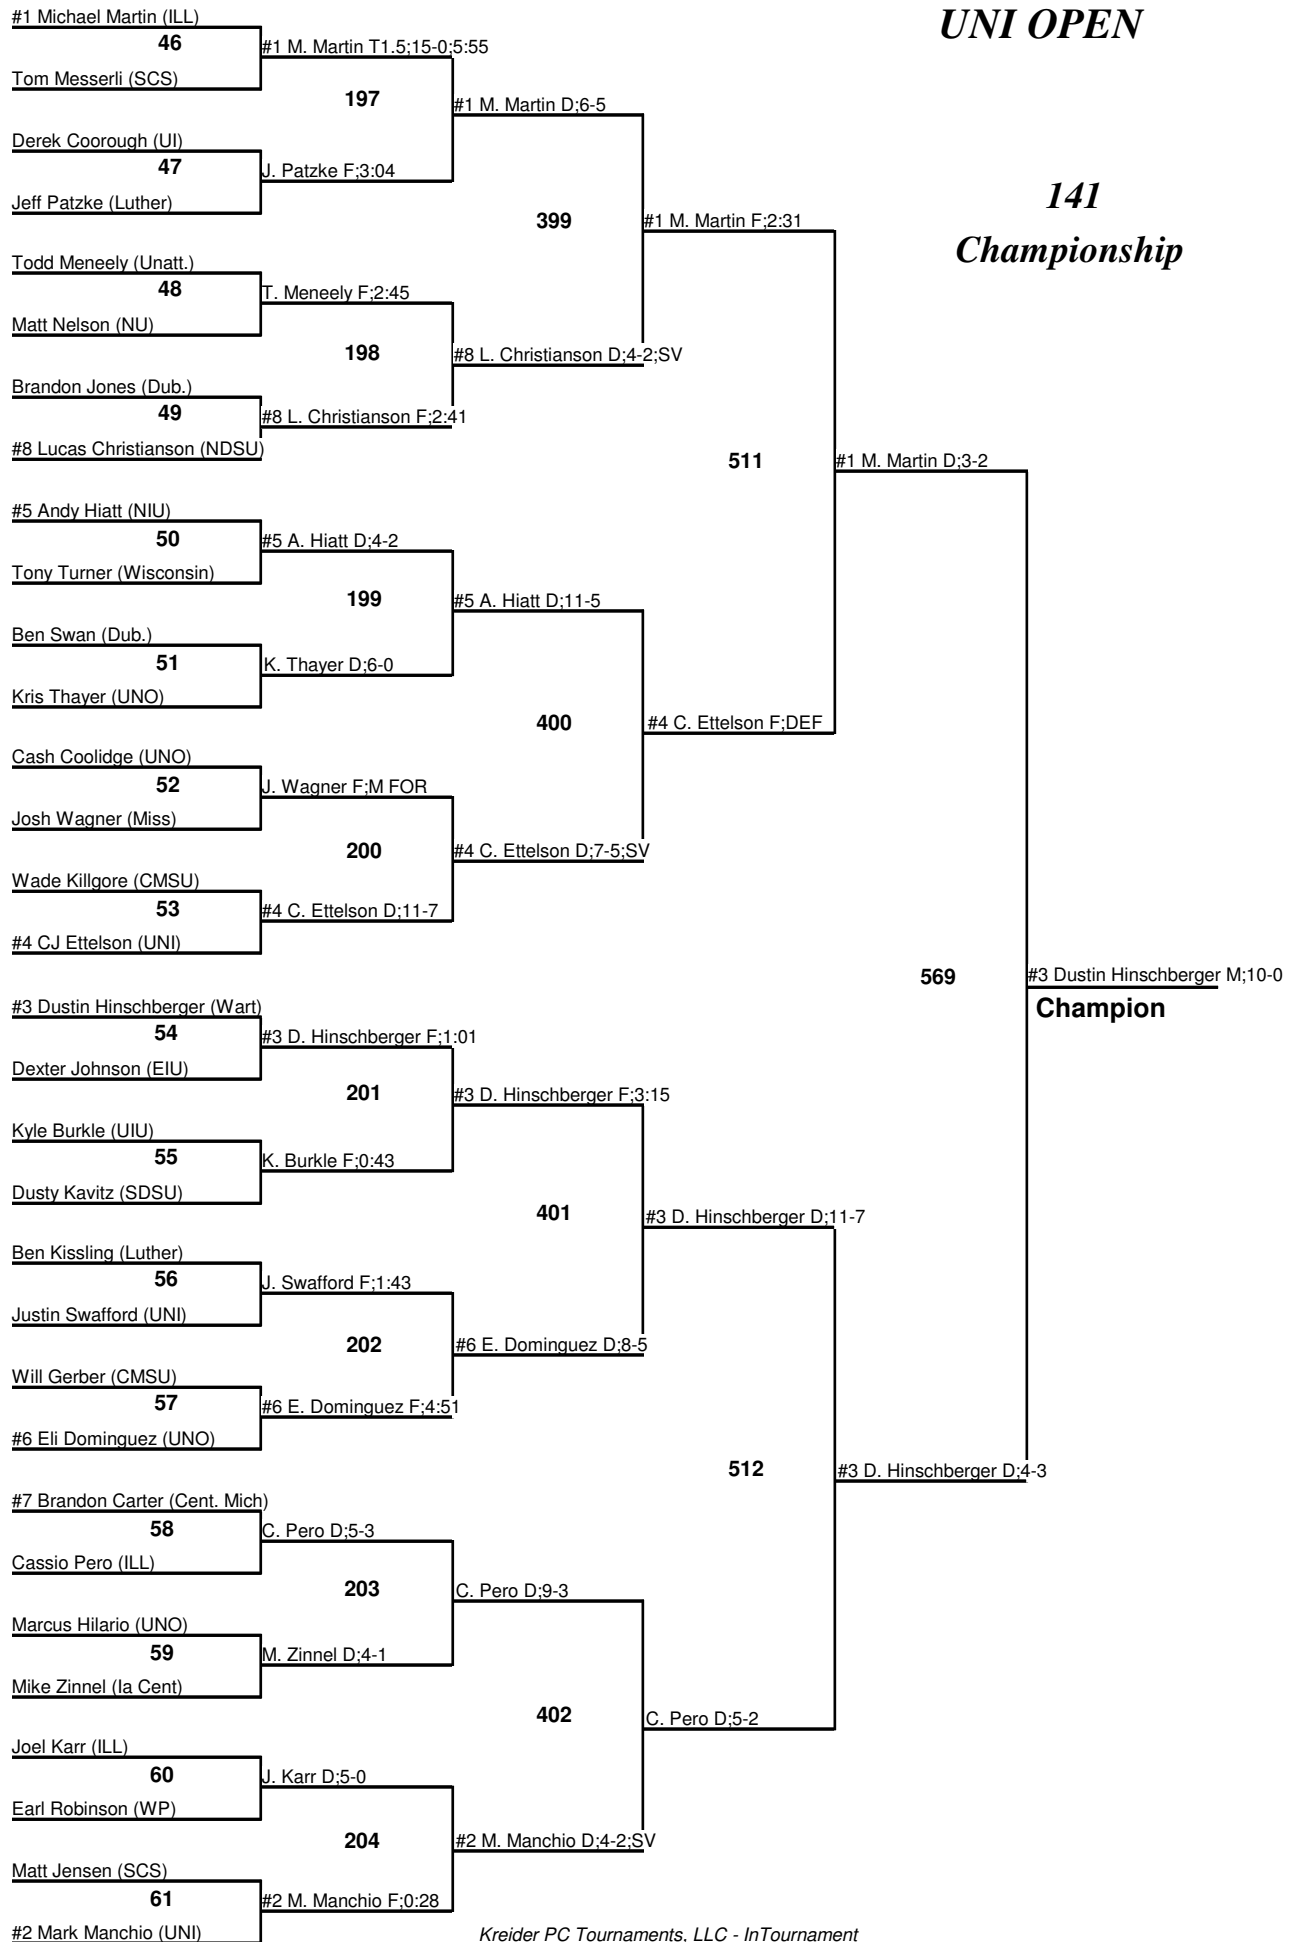 #1 Michael Martin (ILL)
UNI OPEN
46
#1 M. Martin T1.5;15-0;5:55
Tom Messerli (SCS)
197
#1 M. Martin D;6-5
Derek Coorough (UI)
47
J. Patzke F;3:04
Jeff Patzke (Luther)
141
Championship
399
#1 M. Martin F;2:31
Todd Meneely (Unatt.)
48
T. Meneely F;2:45
Matt Nelson (NU)
198
#8 L. Christianson D;4-2;SV
Brandon Jones (Dub.)
49
#8 L. Christianson F;2:41
#8 Lucas Christianson (NDSU)
511
#1 M. Martin D;3-2
#5 Andy Hiatt (NIU)
50
#5 A. Hiatt D;4-2
Tony Turner (Wisconsin)
199
#5 A. Hiatt D;11-5
Ben Swan (Dub.)
51
K. Thayer D;6-0
Kris Thayer (UNO)
400
#4 C. Ettelson F;DEF
Cash Coolidge (UNO)
52
J. Wagner F;M FOR
Josh Wagner (Miss)
200
#4 C. Ettelson D;7-5;SV
Wade Killgore (CMSU)
53
#4 C. Ettelson D;11-7
#4 CJ Ettelson (UNI)
569
#3 Dustin Hinschberger M;10-0
Champion
#3 Dustin Hinschberger (Wart)
54
#3 D. Hinschberger F;1:01
Dexter Johnson (EIU)
201
#3 D. Hinschberger F;3:15
Kyle Burkle (UIU)
55
K. Burkle F;0:43
Dusty Kavitz (SDSU)
401
#3 D. Hinschberger D;11-7
Ben Kissling (Luther)
56
J. Swafford F;1:43
Justin Swafford (UNI)
202
#6 E. Dominguez D;8-5
Will Gerber (CMSU)
57
#6 E. Dominguez F;4:51
#6 Eli Dominguez (UNO)
512
#3 D. Hinschberger D;4-3
#7 Brandon Carter (Cent. Mich)
58
C. Pero D;5-3
Cassio Pero (ILL)
203
C. Pero D;9-3
Marcus Hilario (UNO)
59
M. Zinnel D;4-1
Mike Zinnel (Ia Cent)
402
C. Pero D;5-2
Joel Karr (ILL)
60
J. Karr D;5-0
Earl Robinson (WP)
204
#2 M. Manchio D;4-2;SV
Matt Jensen (SCS)
61
#2 M. Manchio F;0:28
#2 Mark Manchio (UNI)
Kreider PC Tournaments, LLC - InTournament